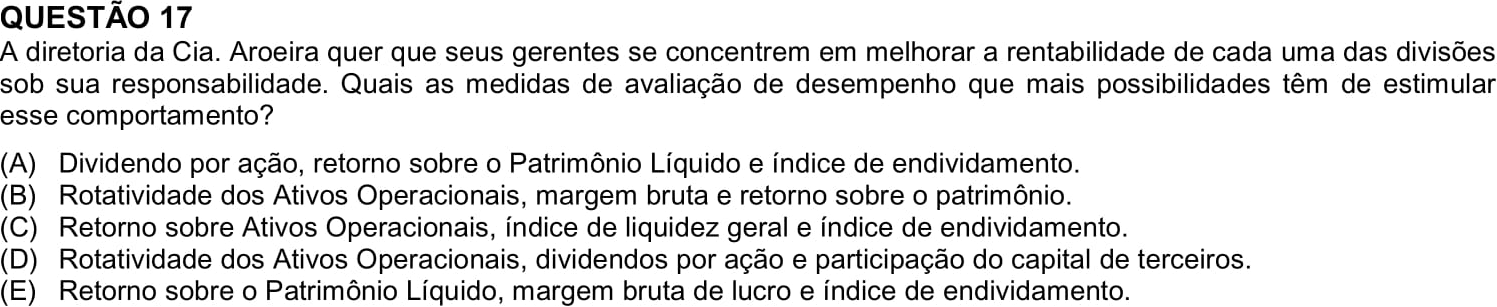 QUESTÃO 17
A diretoria da Cia. Aroeira quer que seus gerentes se concentrem em melhorar a rentabilidade de cada uma das divisões
sob sua responsabilidade. Quais as medidas de avaliação de desempenho que mais possibilidades têm de estimular
esse comportamento?
(A) Dividendo por ação, retorno sobre o Patrimônio Líquido e índice de endividamento.
(B) Rotatividade dos Ativos Operacionais, margem bruta e retorno sobre o patrimônio.
(C) Retorno sobre Ativos Operacionais, índice de liquidez geral e índice de endividamento.
(D) Rotatividade dos Ativos Operacionais, dividendos por ação e participação do capital de terceiros.
(E) Retorno sobre o Patrimônio Líquido, margem bruta de lucro e índice de endividamento.